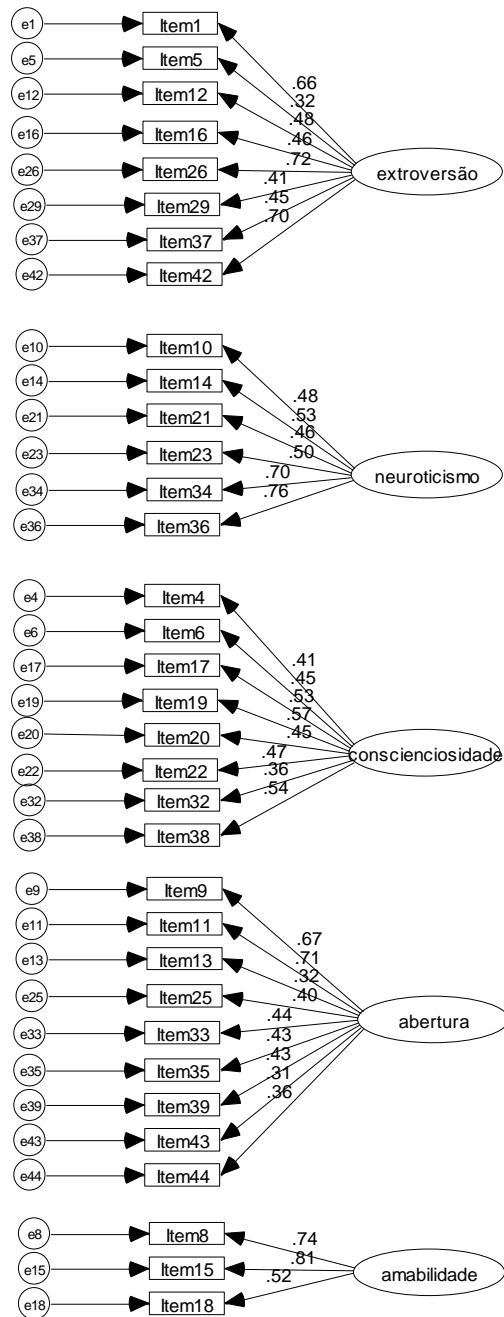 e1 Item1
e5 Item5
.66
e12 Item12
.32
.48
e16 Item16
.46
.72
e26 Item26
extroversão
.41
e29 Item29
.45
.70
e37 Item37
e42 Item42
e10 Item10
e14 Item14
.48
e21 Item21
.53
.46
e23 Item23
.50
.70
e34 Item34
neuroticismo
.76
e36 Item36
e4 Item4
e6 Item6
.41
e17 Item17
.45
.53
e19 Item19
.57
.45
e20 Item20
conscienciosidade
.47
e22 Item22
.36
.54
e32 Item32
e38 Item38
e9 Item9
e11 Item11
.67
e13 Item13
.71
.32
e25 Item25
.40
.44
e33 Item33
abertura
.43
e35 Item35
.43
.31
e39 Item39
.36
e43 Item43
e44 Item44
e8 Item8
.74
e15 Item15
.81
amabilidade
.52
e18 Item18